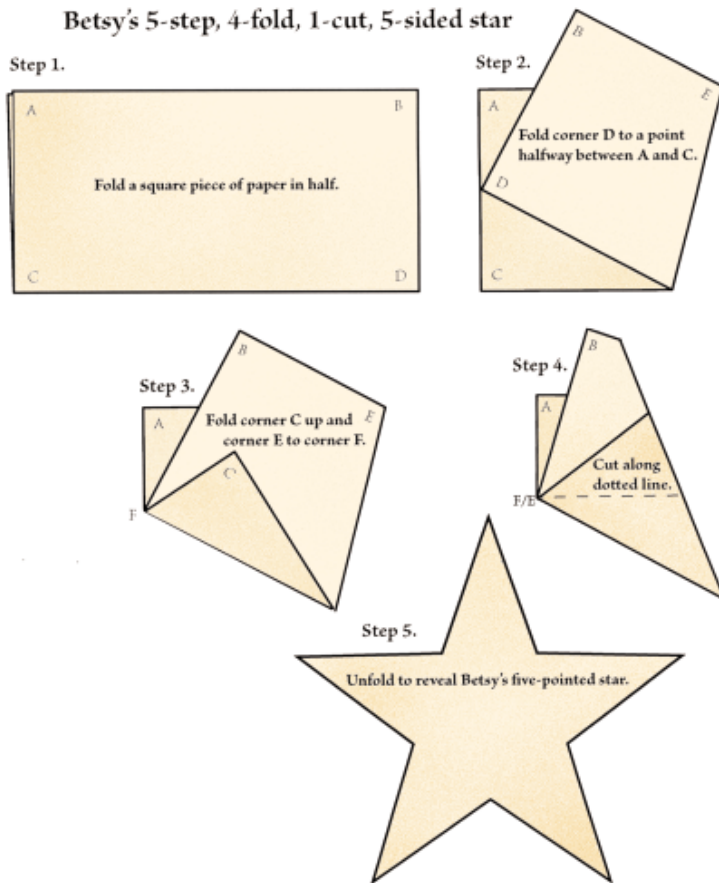 Betsy's 5-step, 4-fold, 1-cut, 5-sided star
Step 1.
A
B
Fold a square piece of paper in half.
C
D
Step 2.
B
E
A
Fold corner D to a point
halfway between A and C.
D
C
Step 3.
B
A
E
Fold corner C up and
corner E to corner F.
C
F
Step 4.
B
A
Cut along
dotted line.
F/E
Step 5.
Unfold to reveal Betsy's five-pointed star.